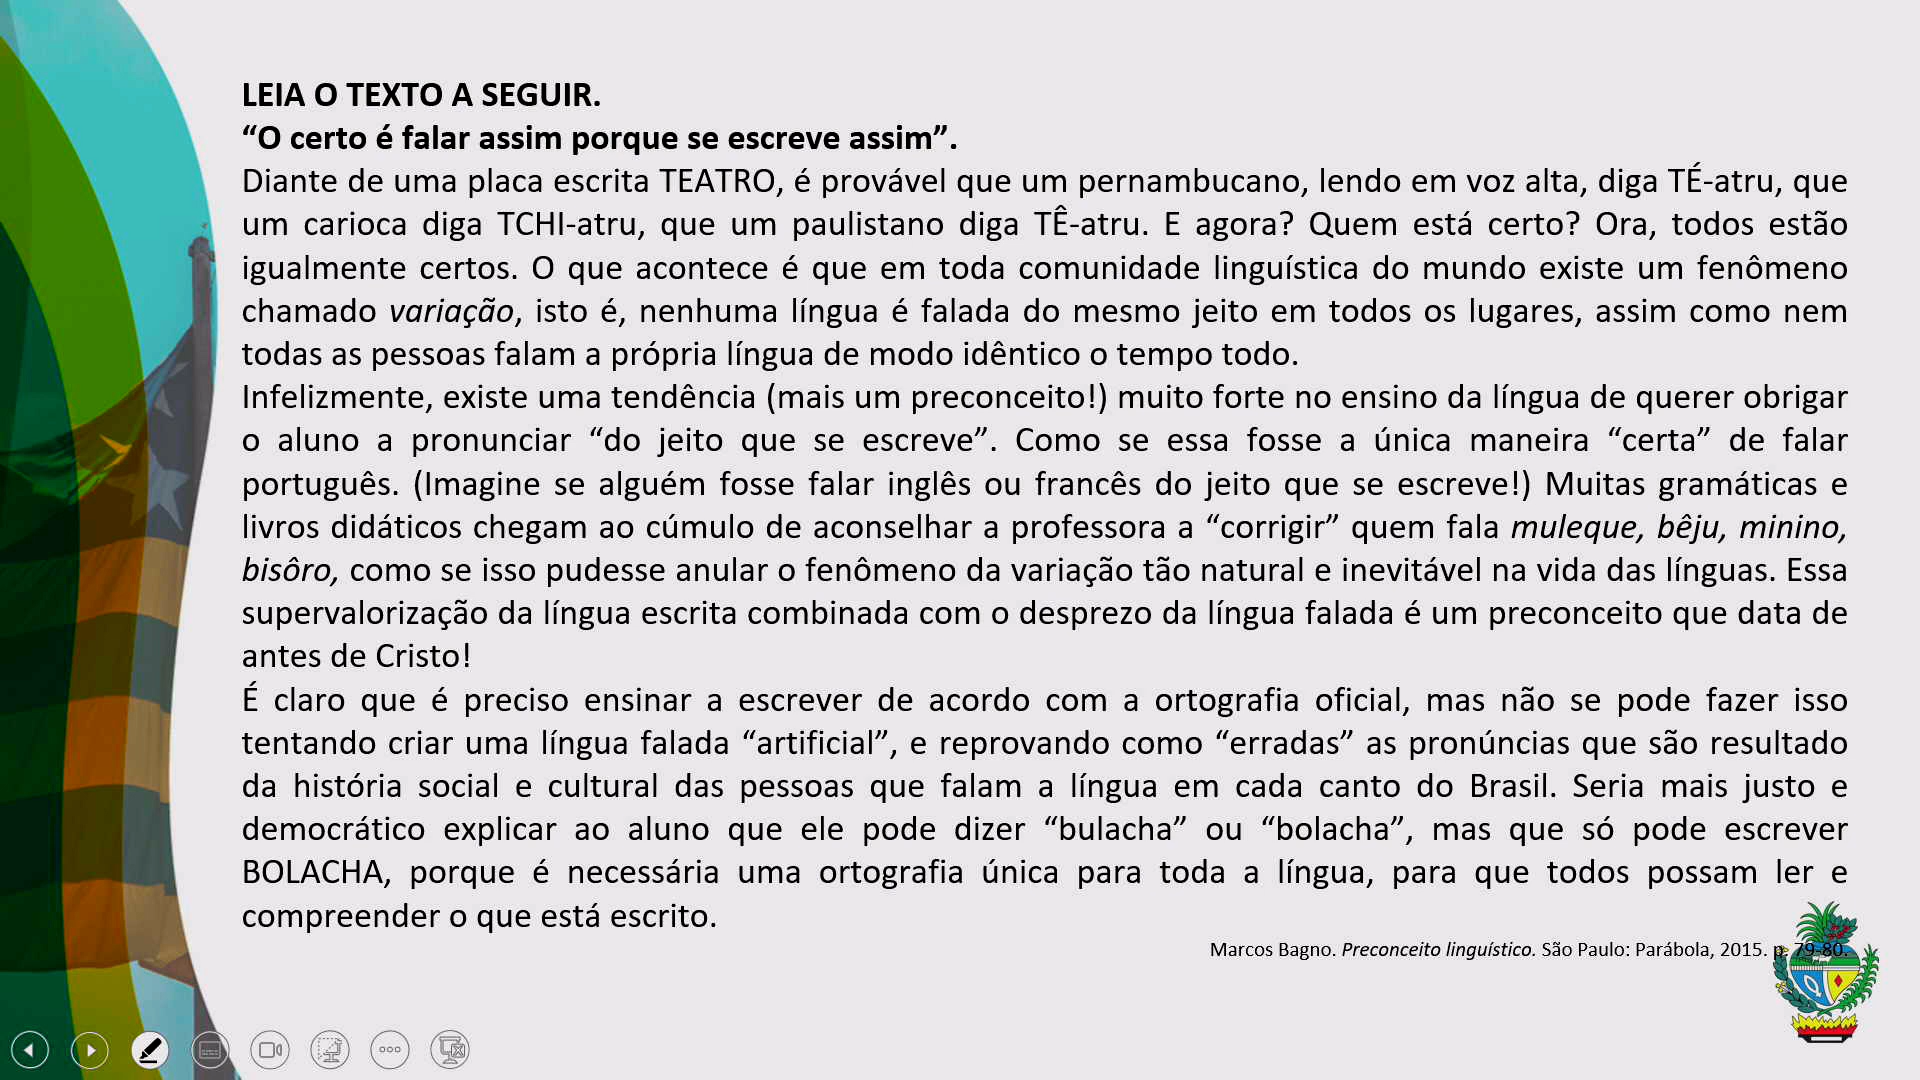 LEIA O TEXTO A SEGUIR.
“O certo é falar assim porque se escreve assim”.
Diante de uma placa escrita TEATRO, é provável que um pernambucano, lendo em voz alta, diga TÉ-atru, que
um carioca diga TCHI-atru, que um paulistano diga TÊ-atru. E agora? Quem está certo? Ora, todos estão
igualmente certos. O que acontece é que em toda comunidade linguística do mundo existe um fenômeno
chamado variação, isto é, nenhuma língua é falada do mesmo jeito em todos os lugares, assim como nem
todas as pessoas falam a própria língua de modo idêntico o tempo todo.
Infelizmente, existe uma tendência (mais um preconceito!) muito forte no ensino da língua de querer obrigar
o aluno a pronunciar “do jeito que se escreve”. Como se essa fosse a única maneira “certa” de falar
português. (Imagine se alguém fosse falar inglês ou francês do jeito que se escreve!) Muitas gramáticas e
livros didáticos chegam ao cúmulo de aconselhar a professora a “corrigir” quem fala muleque, bêju, minino,
bisôro, como se isso pudesse anular o fenômeno da variação tão natural e inevitável na vida das línguas. Essa
supervalorização da língua escrita combinada com o desprezo da língua falada é um preconceito que data de
antes de Cristo!
É claro que é preciso ensinar a escrever de acordo com a ortografia oficial, mas não se pode fazer isso
tentando criar uma língua falada “artificial”, e reprovando como “erradas” as pronúncias que são resultado
da história social e cultural das pessoas que falam a língua em cada canto do Brasil. Seria mais justo e
democrático explicar ao aluno que ele pode dizer “bulacha” ou “bolacha”, mas que só pode escrever
BOLACHA, porque é necessária uma ortografia única para toda a língua, para que todos possam ler e
compreender o que está escrito.
Marcos Bagno. Preconceito linguístico. São Paulo: Parábola, 2015. p. 79-80.